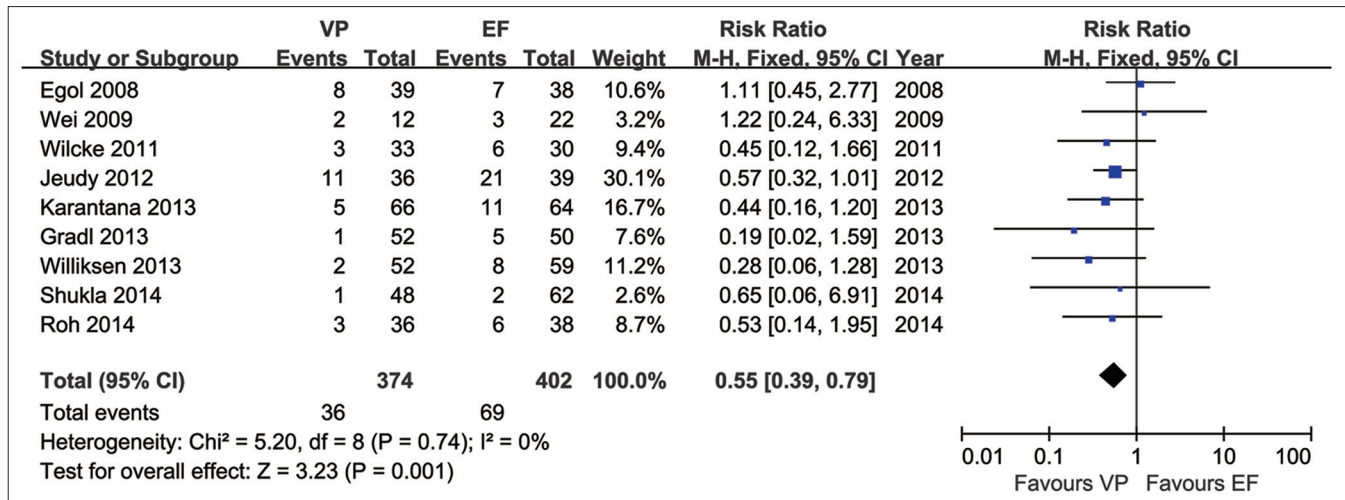 VP EF Risk Ratio Risk Ratio
Study or Subgroup Events Total Events Total Weight M-H, Fixed, 95% CI Year M-H, Fixed, 95% CI
Egol 2008 8 39 7 38 10.6% 1.11 [0.45, 2.77] 2008
Wei 2009 2 12 3 22 3.2% 1.22 [0.24, 6.33] 2009
Wilcke 2011 3 33 6 30 9.4% 0.45 [0.12, 1.66] 2011
Jeudy 2012 11 36 21 39 30.1% 0.57 [0.32, 1.01] 2012
Karantana 2013 5 66 11 64 16.7% 0.44 [0.16, 1.20] 2013
Gradl 2013 1 52 5 50 7.6% 0.19 [0.02, 1.59] 2013
Williksen 2013 2 52 8 59 11.2% 0.28 [0.06, 1.28] 2013
Shukla 2014 1 48 2 62 2.6% 0.65 [0.06, 6.91] 2014
Roh 2014 3 36 6 38 8.7% 0.53 [0.14, 1.95] 2014
Total (95% CI) 374 402 100.0% 0.55 [0.39, 0.79]
Total events 36 69
Heterogeneity: Chi² = 5.20, df = 8 (P = 0.74); I² = 0%
Test for overall effect: Z = 3.23 (P = 0.001)
0.01 0.1 1 10 100
Favours VP Favours EF